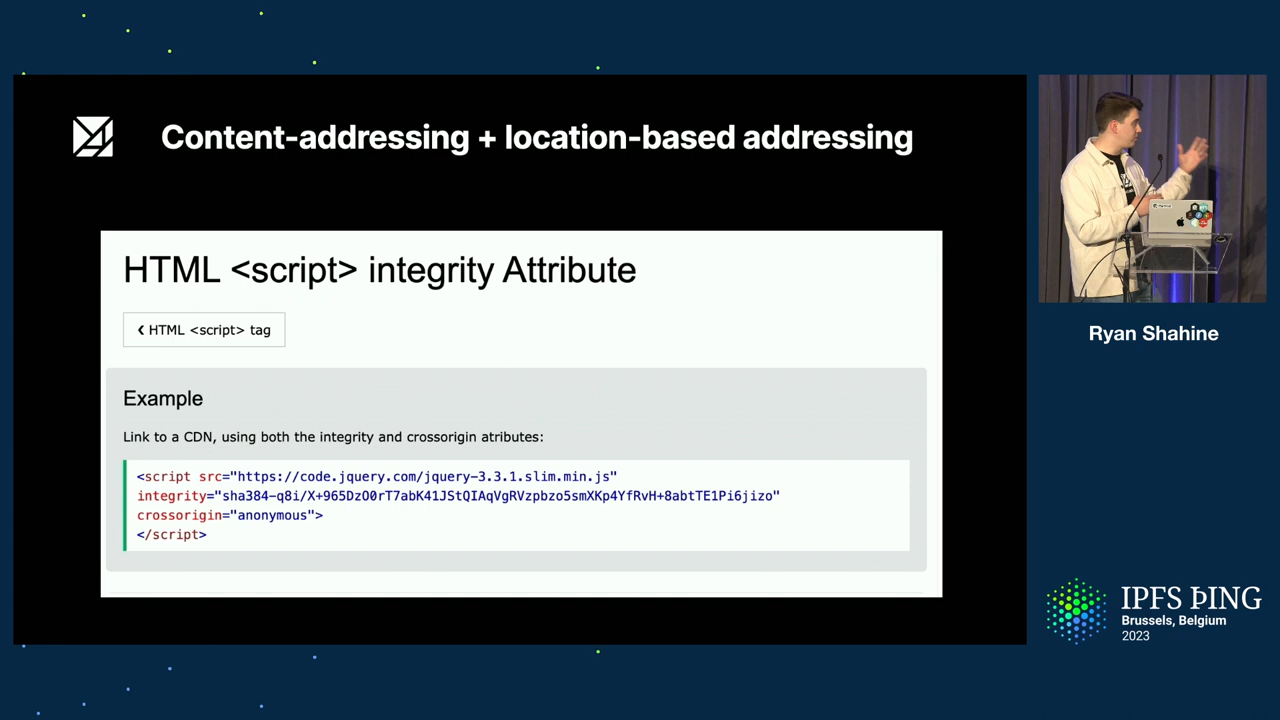 Content-addressing + location-based addressing
HTML <script> integrity Attribute
❮ HTML <script> tag
Example
Link to a CDN, using both the integrity and crossorigin atributes:
<script src="https://code.jquery.com/jquery-3.3.1.slim.min.js"
integrity="sha384-q8i/X+965DzO0rT7abK41JStQIAqVgRVzpbzo5smXKp4YfRvH+8abtTE1Pi6jizo"
crossorigin="anonymous">
</script>
Ryan Shahine
IPFS ÞING
Brussels, Belgium
2023